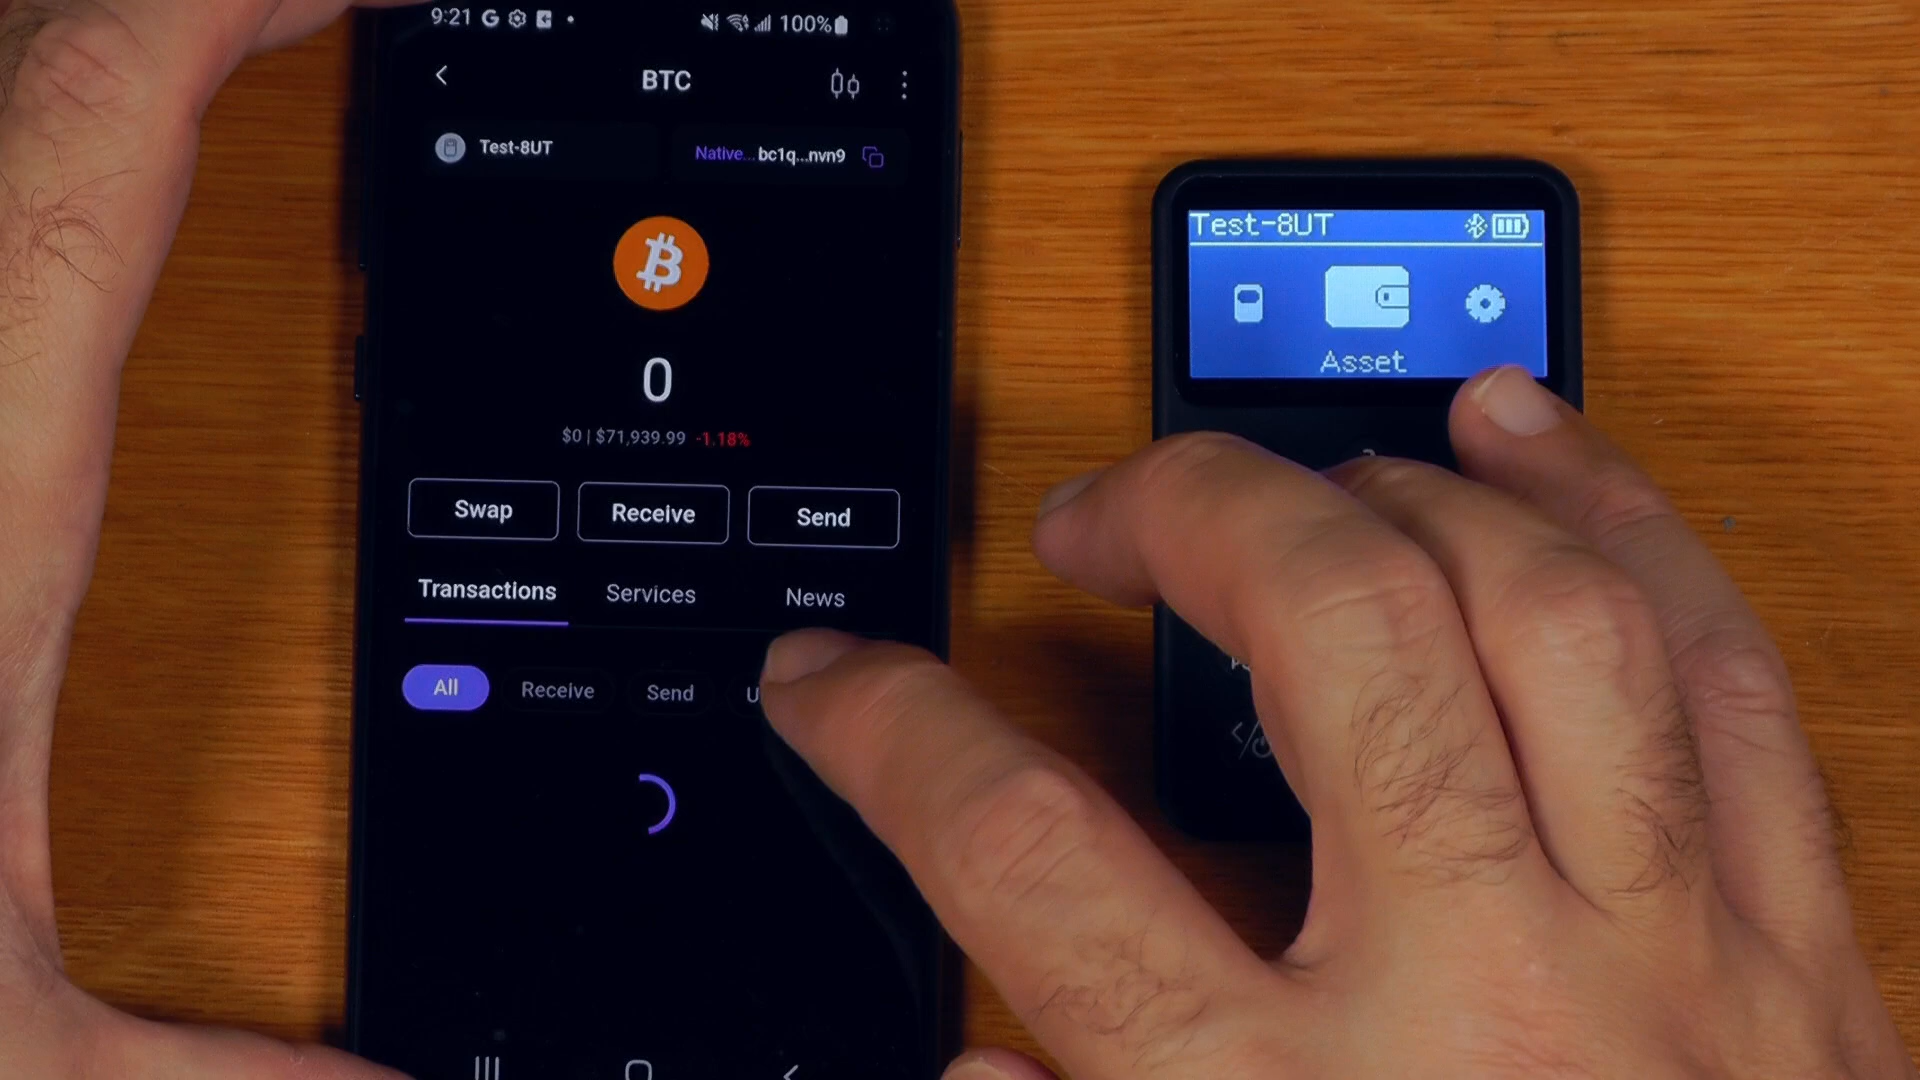 9:21 G 100%
BTC
Test-8UT Native... bc1q...nvn9
0
$0 | $71,939.99 -1.18%
Swap Receive Send
Transactions Services News
All Receive Send
Test-8UT
Asset